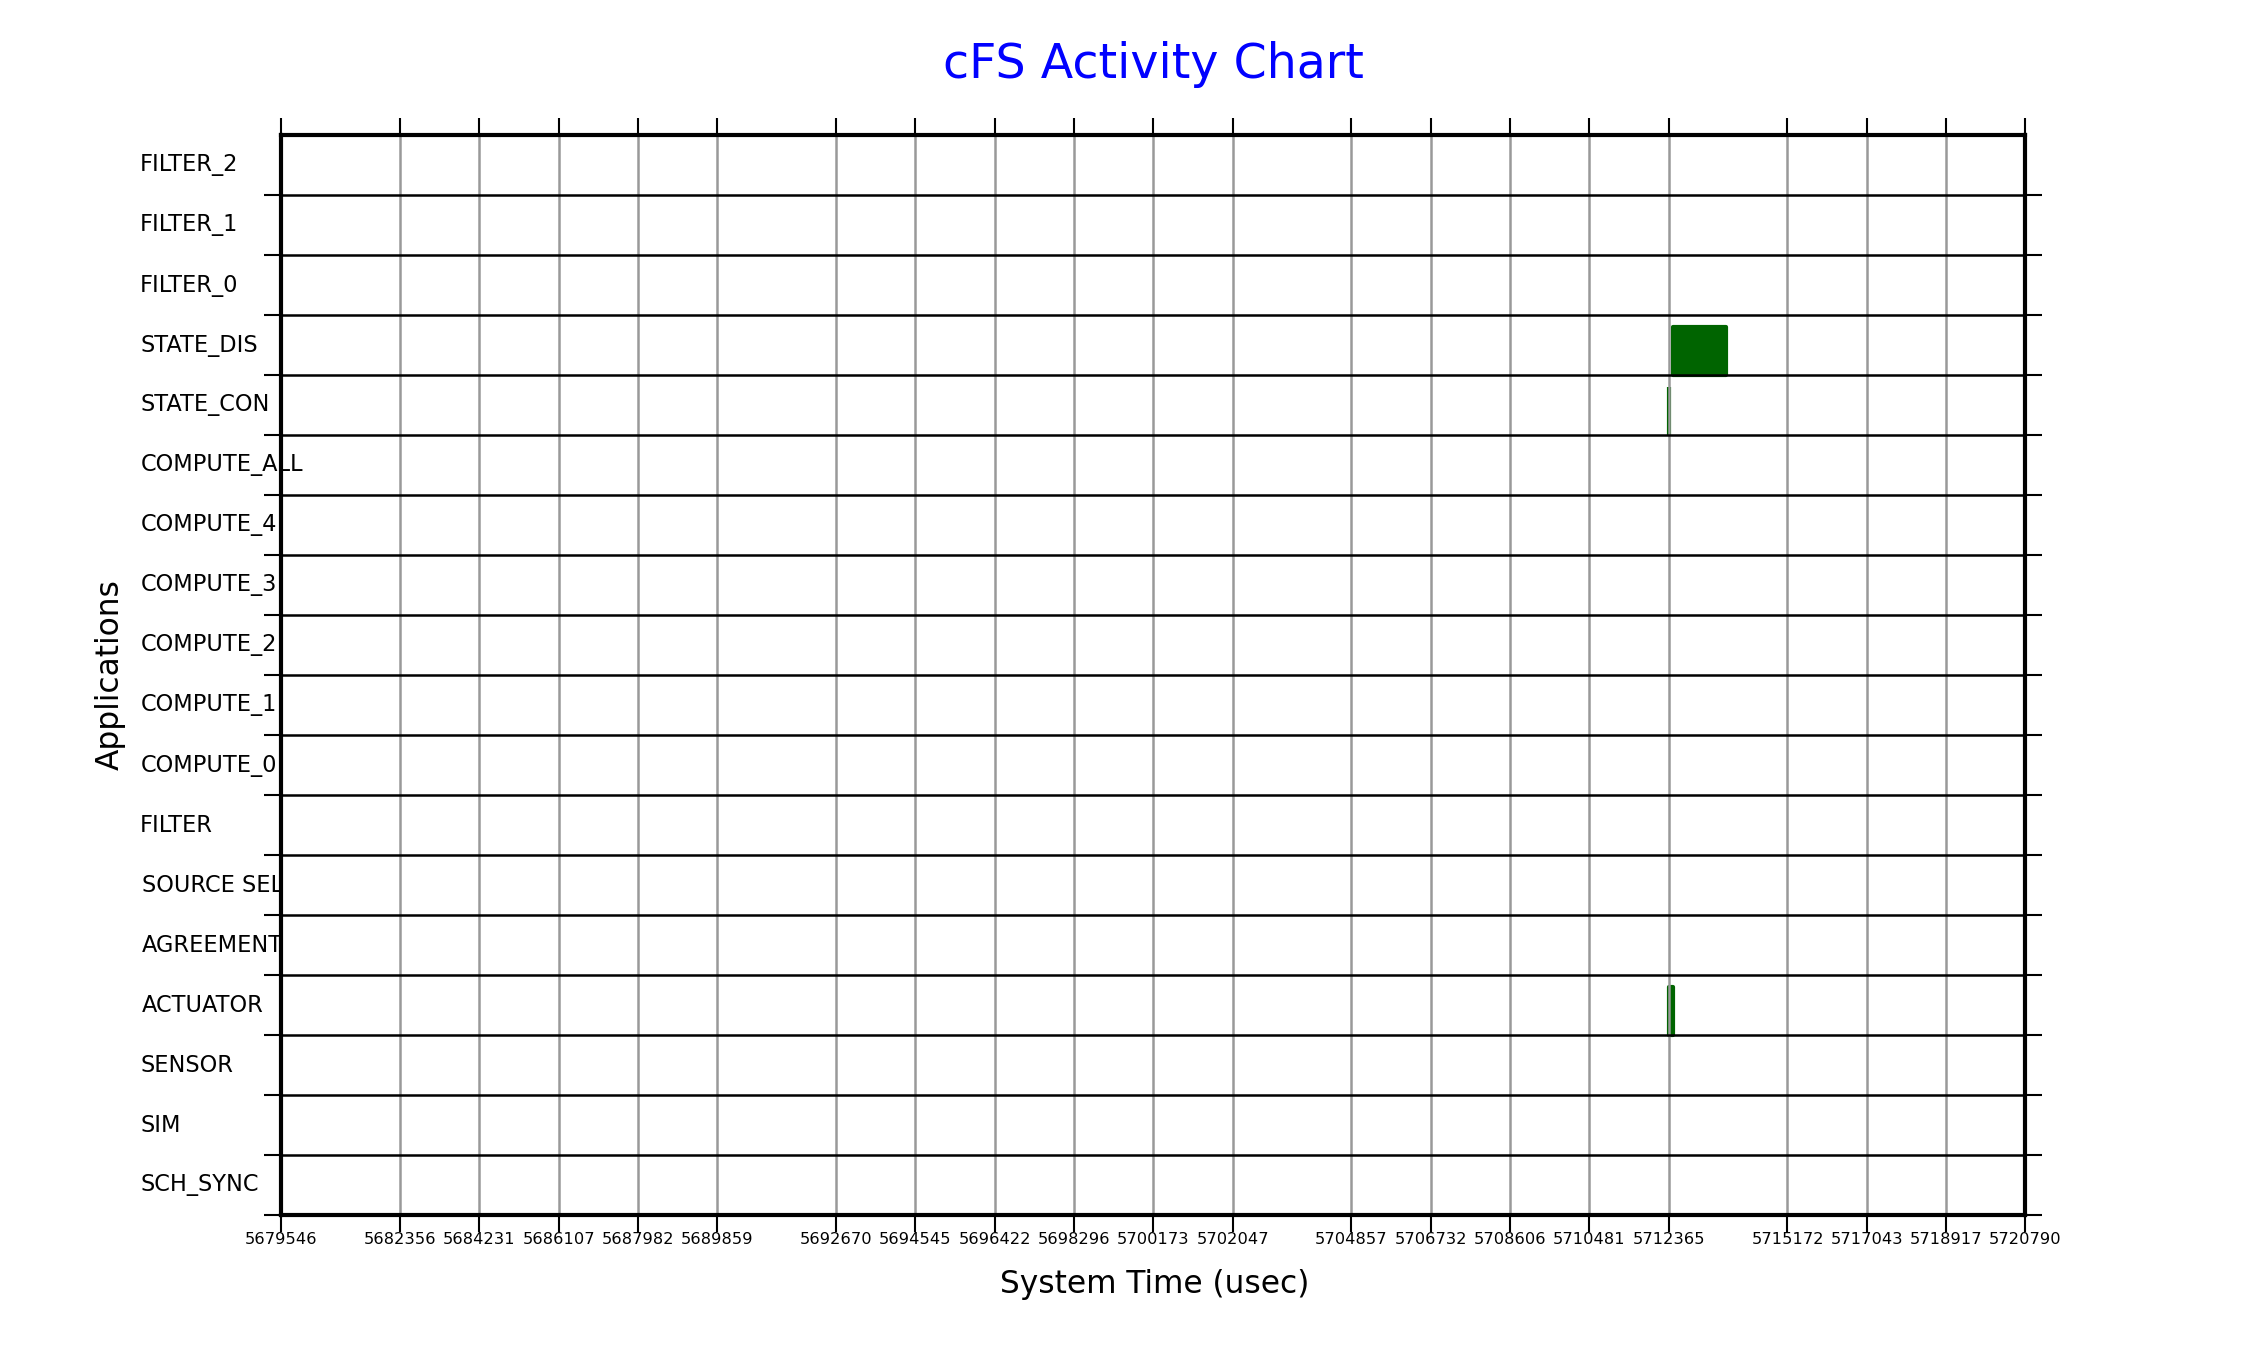 cFS Activity Chart
FILTER_2
FILTER_1
FILTER_0
STATE_DIS
STATE_CON
COMPUTE_ALL
COMPUTE_4
COMPUTE_3
COMPUTE_2
COMPUTE_1
COMPUTE_0
FILTER
SOURCE SEL
AGREEMENT
ACTUATOR
SENSOR
SIM
SCH_SYNC
Applications
5679546 5682356 5684231 5686107 5687982 5689859 5692670 5694545 5696422 5698296 5700173 5702047 5704857 5706732 5708606 5710481 5712365 5715172 5717043 5718917 5720790
System Time (usec)